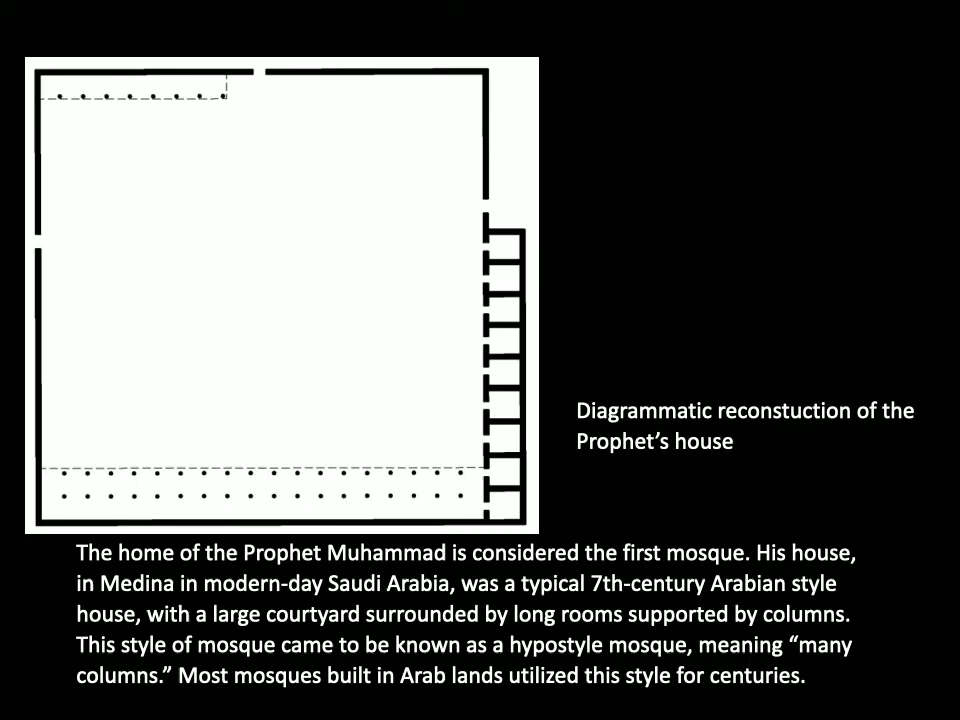 Diagrammatic reconstuction of the
Prophet’s house
The home of the Prophet Muhammad is considered the first mosque. His house,
in Medina in modern-day Saudi Arabia, was a typical 7th-century Arabian style
house, with a large courtyard surrounded by long rooms supported by columns.
This style of mosque came to be known as a hypostyle mosque, meaning “many
columns.” Most mosques built in Arab lands utilized this style for centuries.